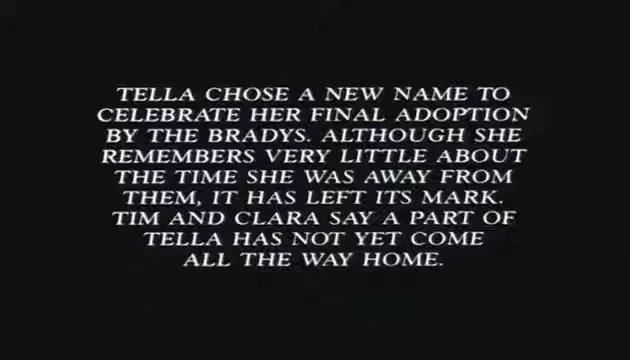 TELLA CHOSE A NEW NAME TO
CELEBRATE HER FINAL ADOPTION
BY THE BRADYS. ALTHOUGH SHE
REMEMBERS VERY LITTLE ABOUT
THE TIME SHE WAS AWAY FROM
THEM, IT HAS LEFT ITS MARK.
TIM AND CLARA SAY A PART OF
TELLA HAS NOT YET COME
ALL THE WAY HOME.